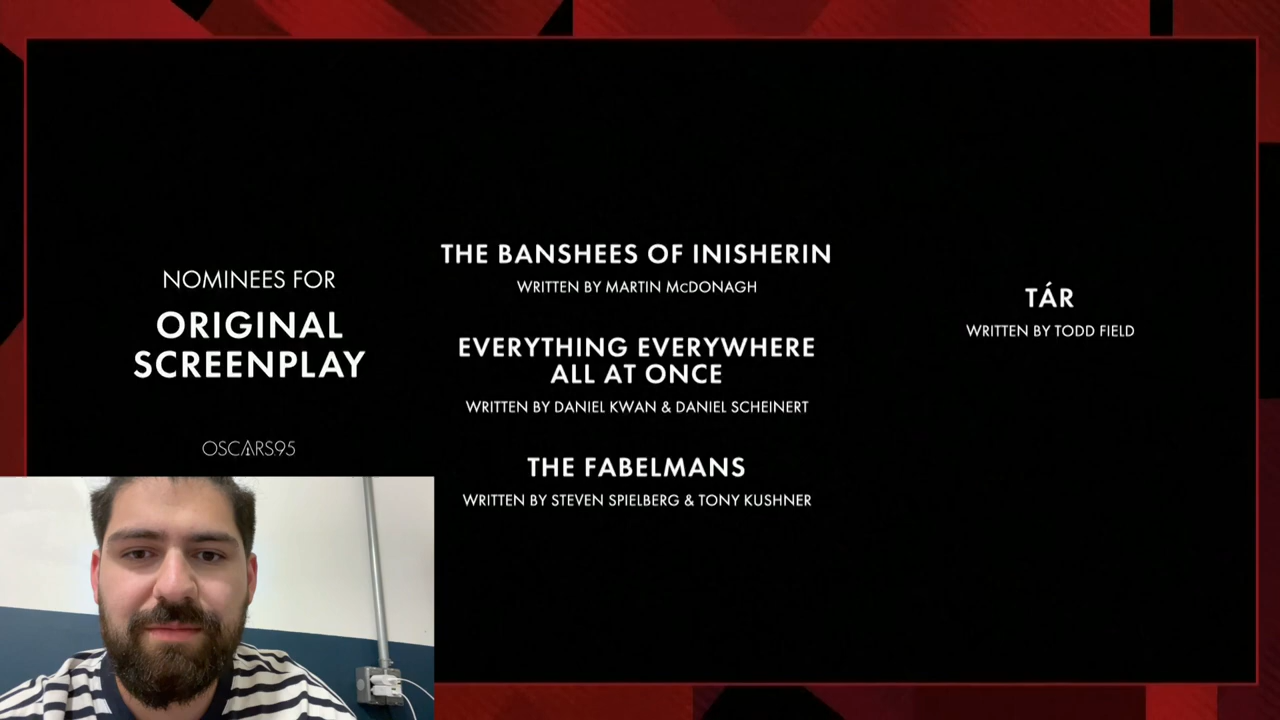 NOMINEES FOR
ORIGINAL
SCREENPLAY
OSCARS95
THE BANSHEES OF INISHERIN
WRITTEN BY MARTIN McDONAGH
EVERYTHING EVERYWHERE
ALL AT ONCE
WRITTEN BY DANIEL KWAN & DANIEL SCHEINERT
THE FABELMANS
WRITTEN BY STEVEN SPIELBERG & TONY KUSHNER
TÁR
WRITTEN BY TODD FIELD